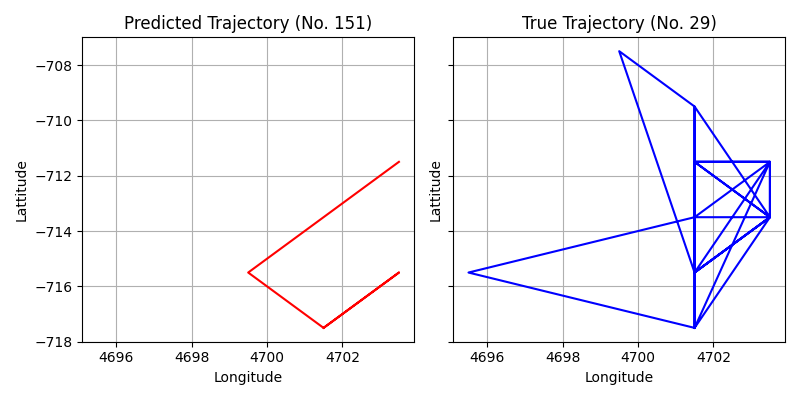 Predicted Trajectory (No. 151)
True Trajectory (No. 29)
−708
−710
−712
−714
−716
−718
Lattitude
Lattitude
4696 4698 4700 4702
4696 4698 4700 4702
Longitude
Longitude